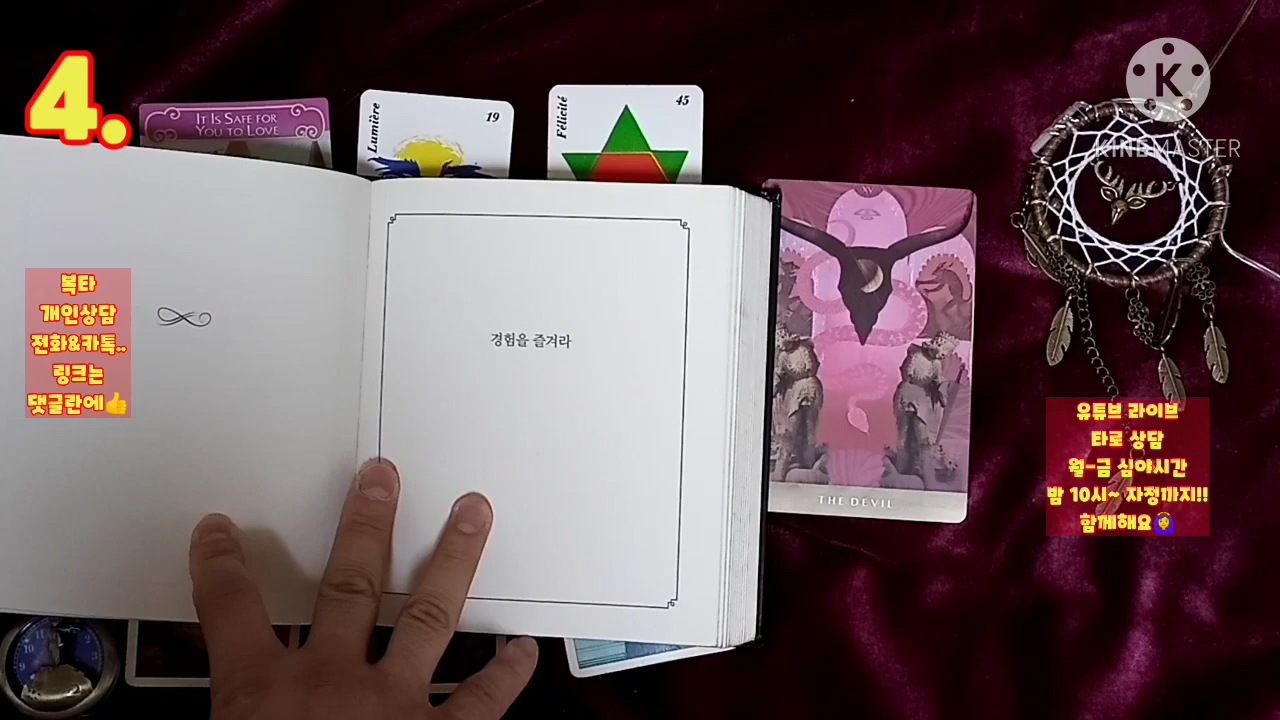 4.
IT IS SAFE FOR
YOU TO LOVE
Lumière
19
Félicité
45
K
KINEMASTER
XV
경험을 즐겨라
THE DEVIL
복타
개인상담
전화&카톡..
링크는
댓글란에👍
유튜브 라이브
타로 상담
월-금 심야시간
밤 10시~ 자정까지!!
함께해요🙆‍♀️